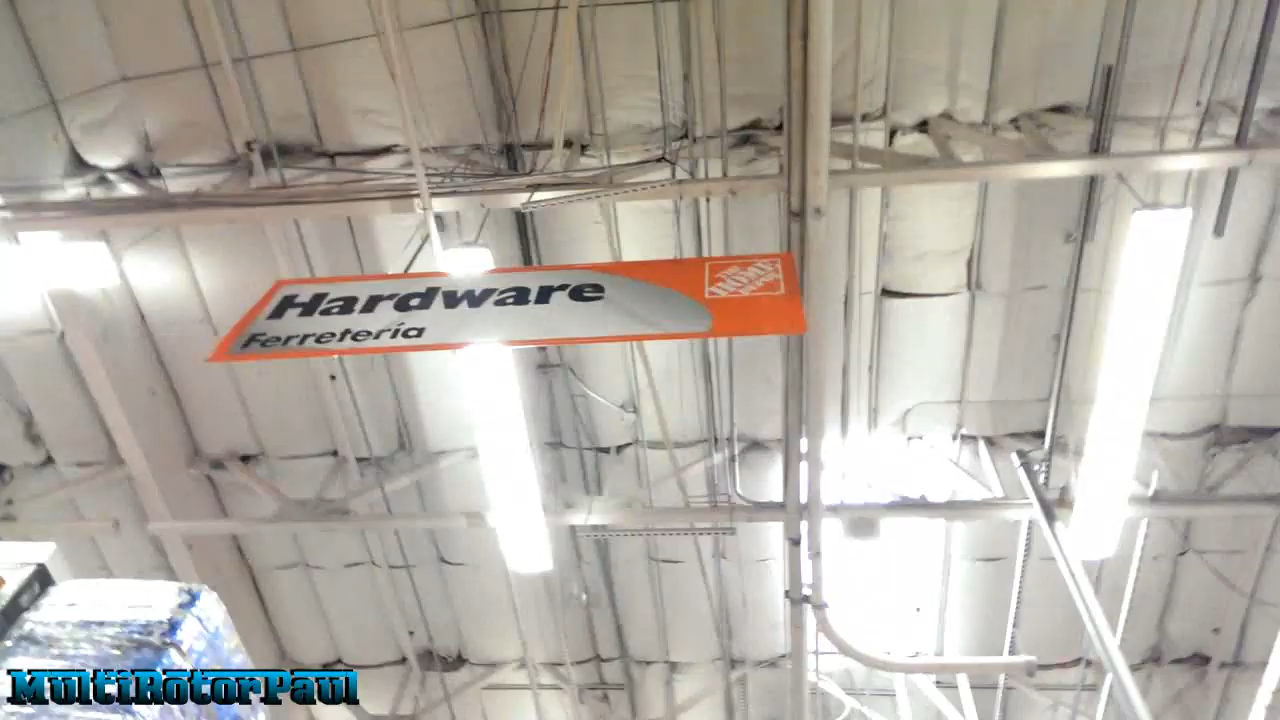 Hardware
Ferretería
THE
HOME
DEPOT
MultiRotorPaul